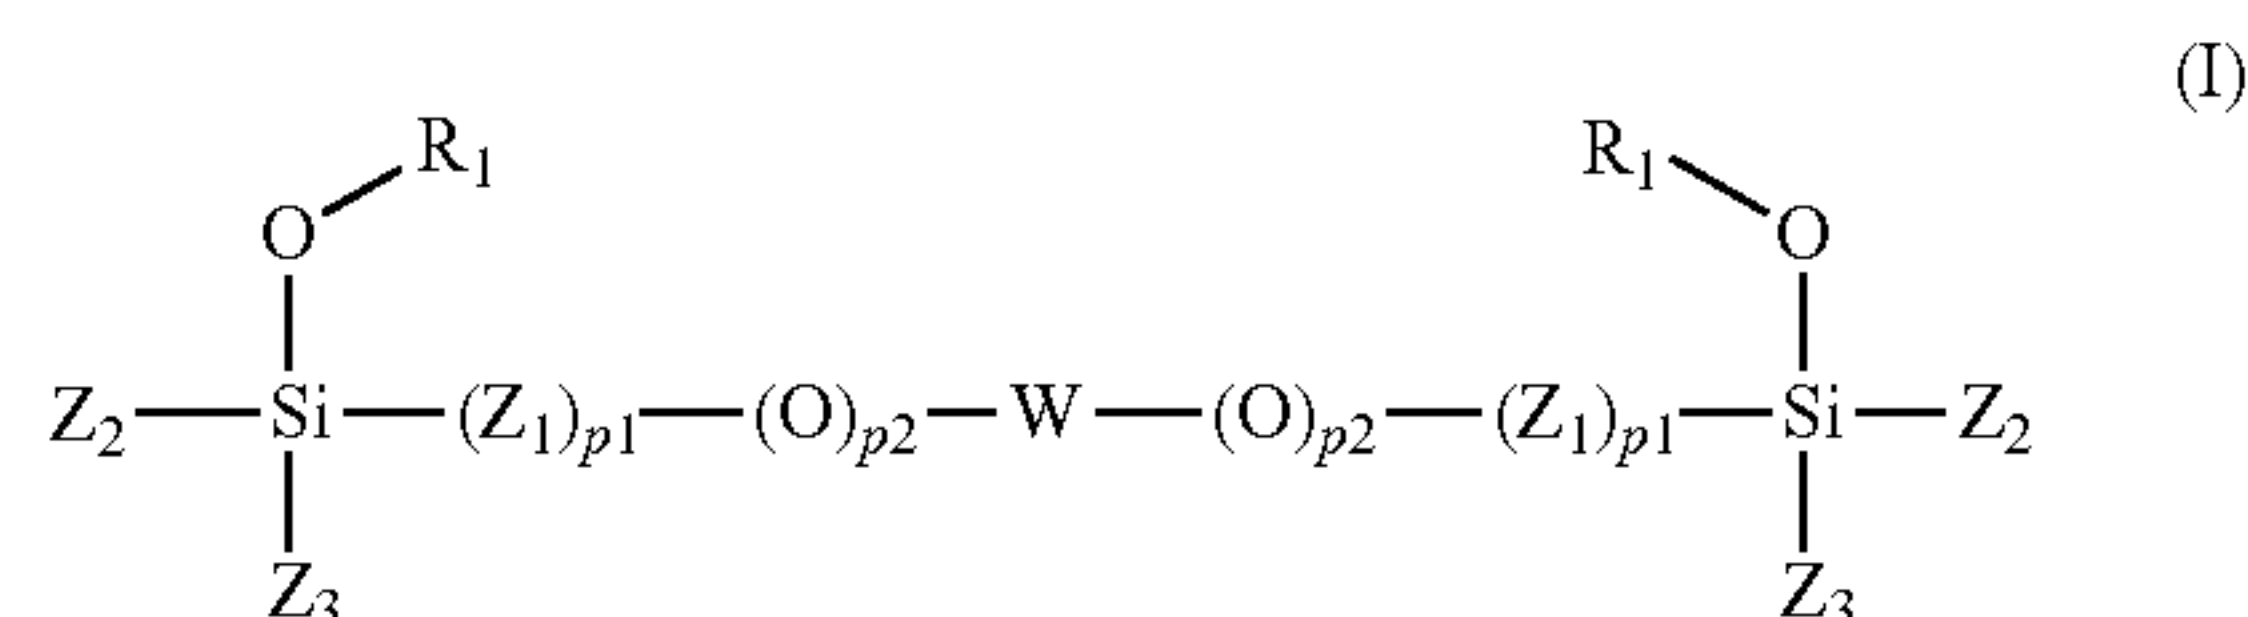 (I)
R1 R1
O O
Z2—Si—(Z1)p1—(O)p2—W—(O)p2—(Z1)p1—Si—Z2
Z3 Z3